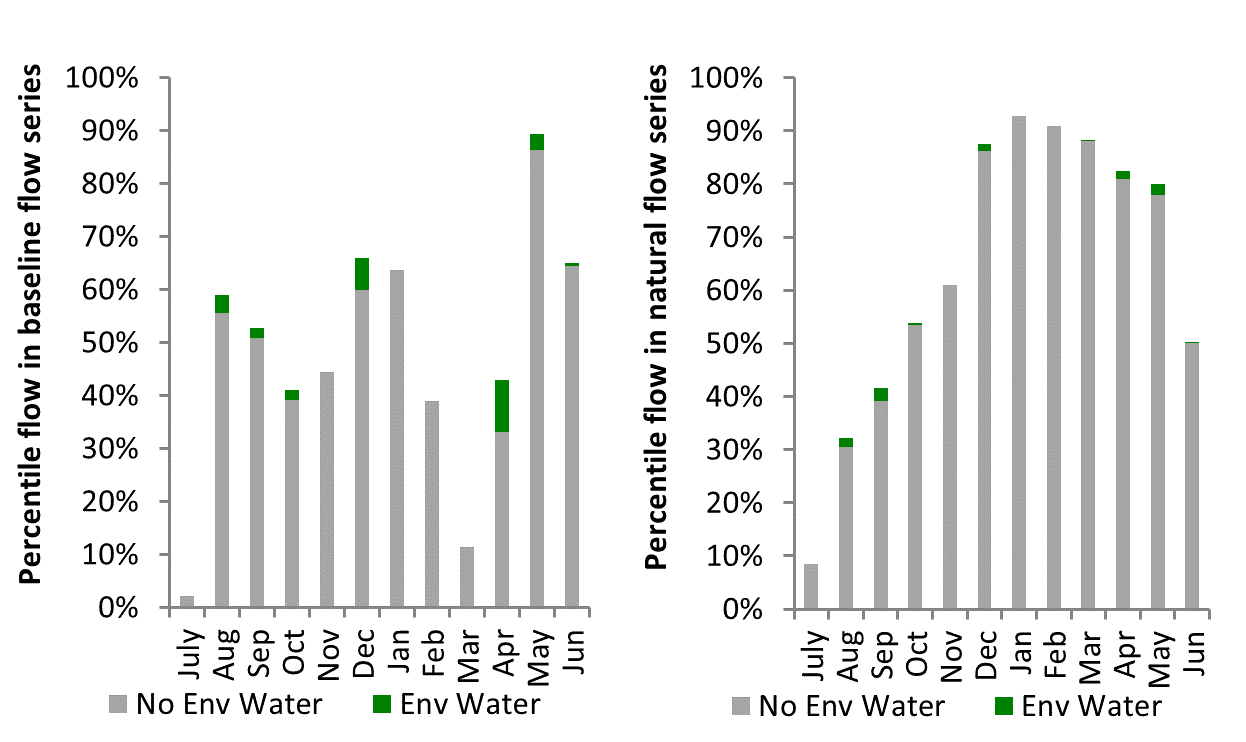 Percentile flow in baseline flow series
100%
90%
80%
70%
60%
50%
40%
30%
20%
10%
0%
July
Aug
Sep
Oct
Nov
Dec
Jan
Feb
Mar
Apr
May
Jun
No Env Water
Env Water
Percentile flow in natural flow series
100%
90%
80%
70%
60%
50%
40%
30%
20%
10%
0%
July
Aug
Sep
Oct
Nov
Dec
Jan
Feb
Mar
Apr
May
Jun
No Env Water
Env Water